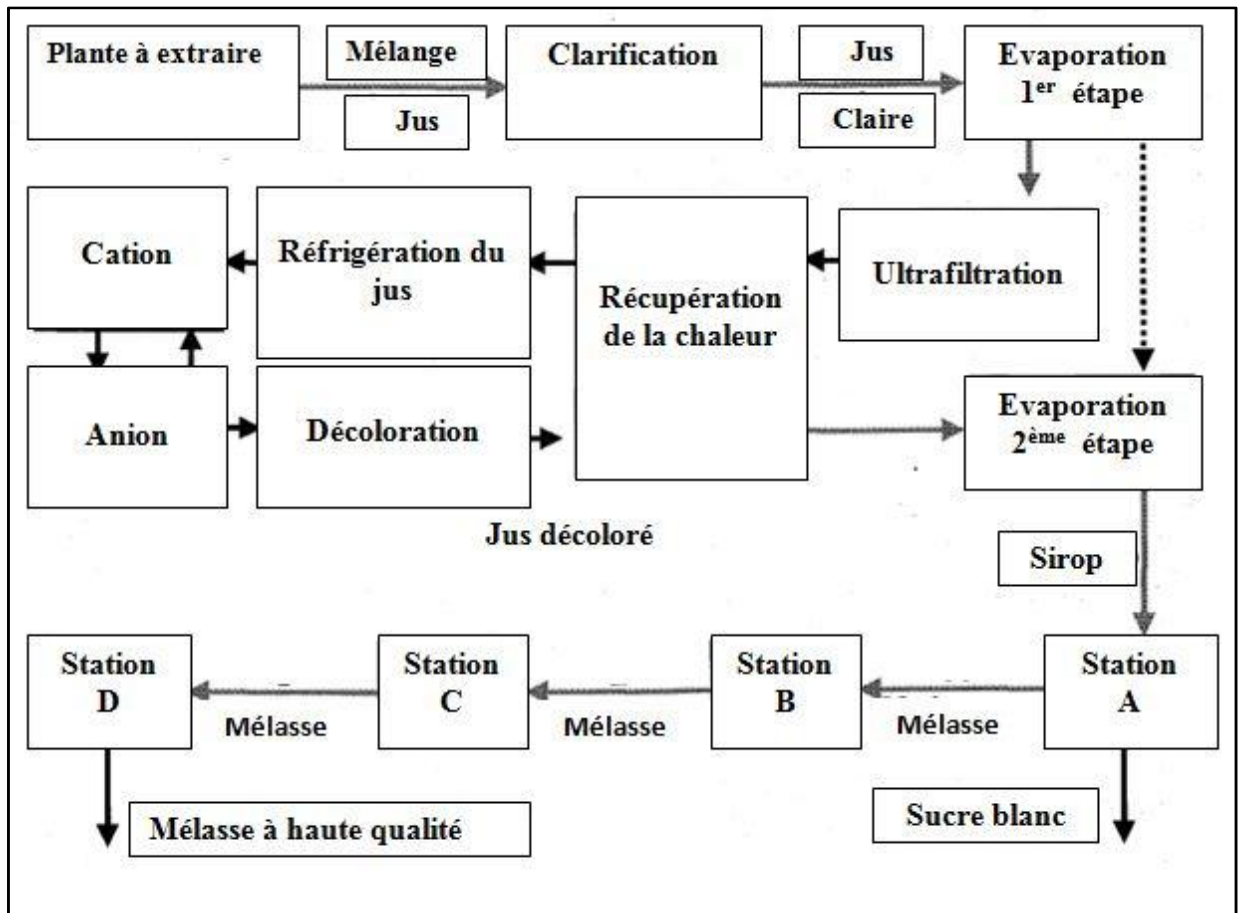 Plante à extraire
Mélange
Jus
Clarification
Jus
Claire
Evaporation
1er étape
Cation
Réfrigération du
jus
Récupération
de la chaleur
Ultrafiltration
Anion
Décoloration
Evaporation
2ème étape
Jus décoloré
Sirop
Station
D
Mélasse
Station
C
Mélasse
Station
B
Mélasse
Station
A
Mélasse à haute qualité
Sucre blanc